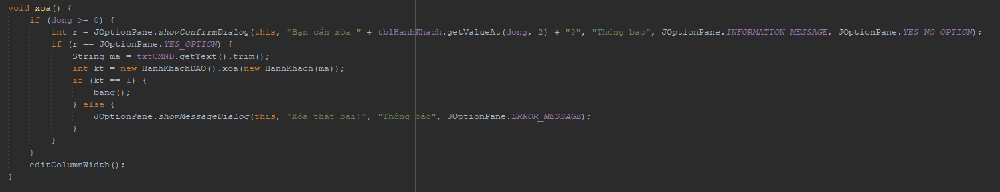 void xoa() {
if (dong >= 0) {
int r = JOptionPane.showConfirmDialog(this, "Bạn cần xóa " + tblHanhKhach.getValueAt(dong, 2) + "?", "Thông báo", JOptionPane.INFORMATION_MESSAGE, JOptionPane.YES_NO_OPTION);
if (r == JOptionPane.YES_OPTION) {
String ma = txtCMND.getText().trim();
int kt = new HanhKhachDAO().xoa(new HanhKhach(ma));
if (kt == 1) {
bang();
} else {
JOptionPane.showMessageDialog(this, "Xóa thất bại!", "Thông báo", JOptionPane.ERROR_MESSAGE);
}
}
}
editColumnWidth();
}